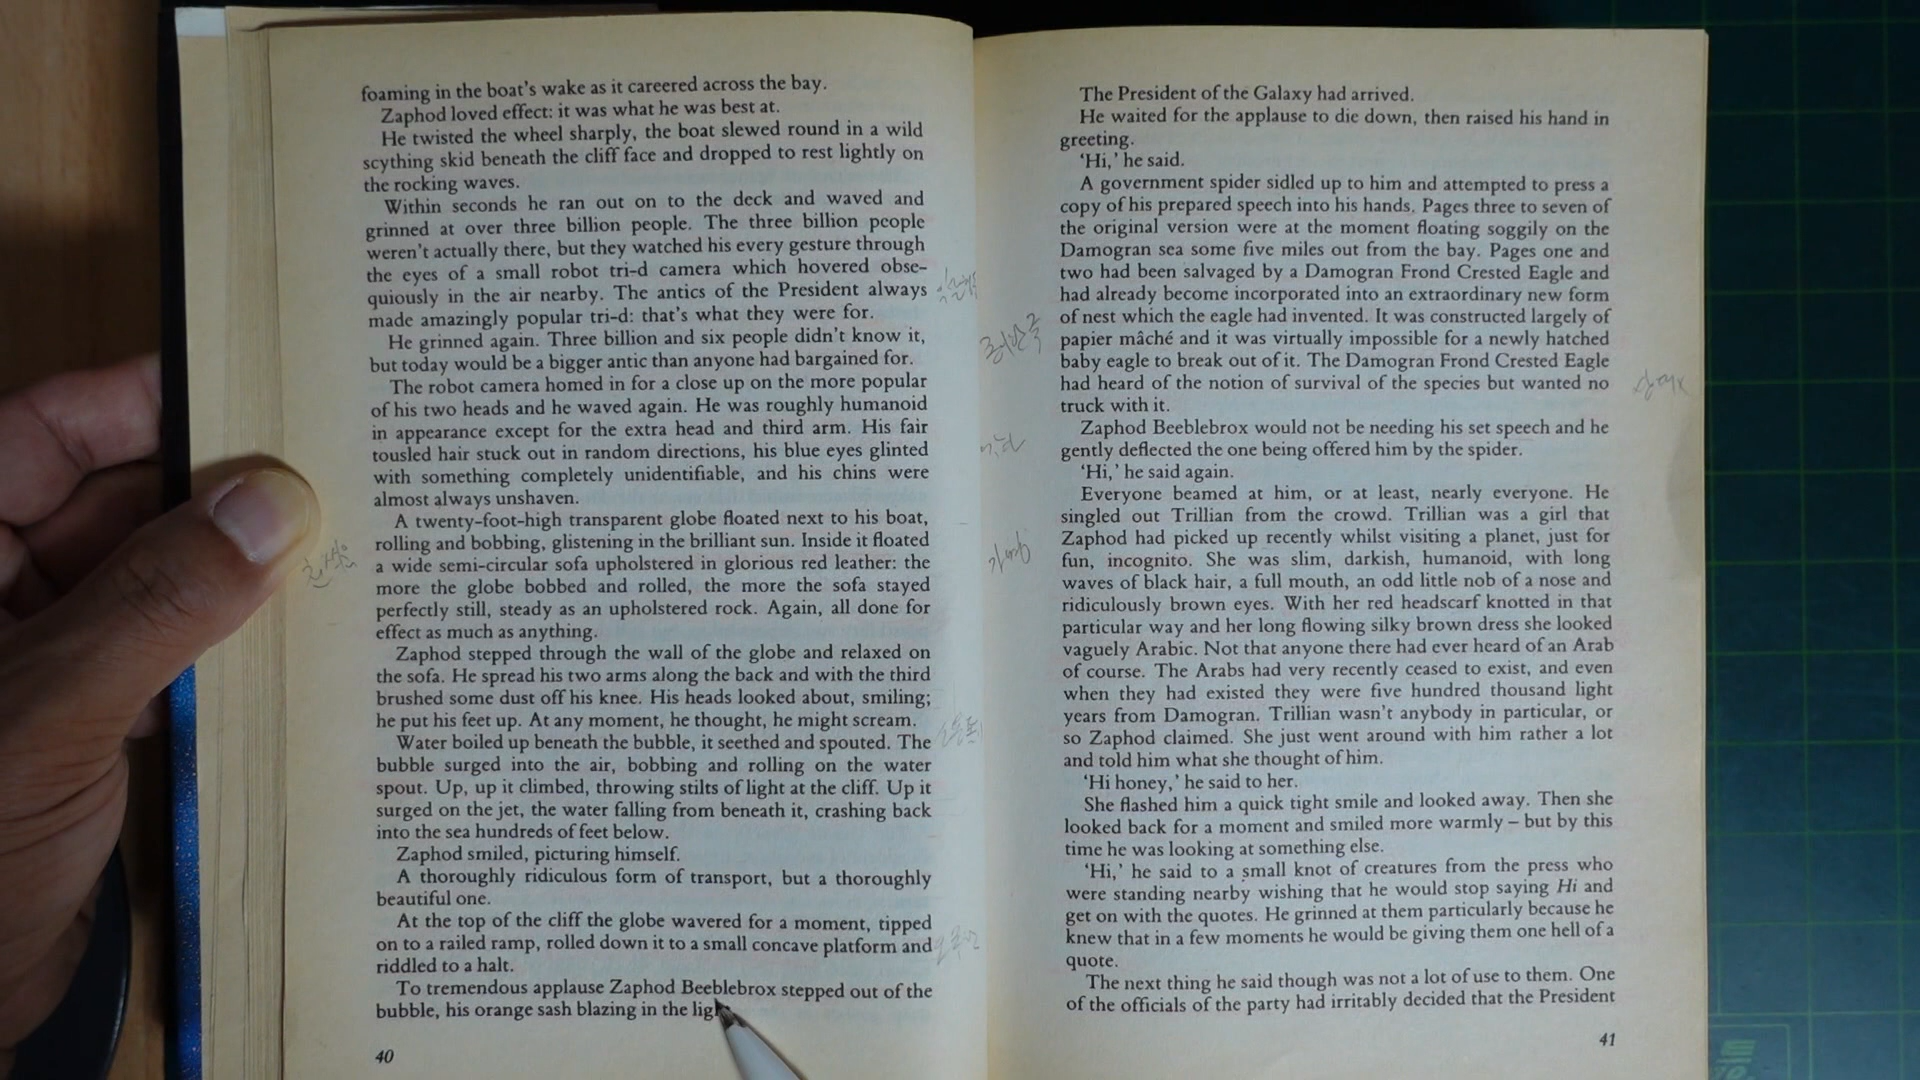 foaming in the boat's wake as it careered across the bay.
Zaphod loved effect: it was what he was best at.
He twisted the wheel sharply, the boat slewed round in a wild
scything skid beneath the cliff face and dropped to rest lightly on
the rocking waves.
Within seconds he ran out on to the deck and waved and
grinned at over three billion people. The three billion people
weren't actually there, but they watched his every gesture through
the eyes of a small robot tri-d camera which hovered obse-
quiously in the air nearby. The antics of the President always
made amazingly popular tri-d: that's what they were for.
He grinned again. Three billion and six people didn't know it,
but today would be a bigger antic than anyone had bargained for.
The robot camera homed in for a close up on the more popular
of his two heads and he waved again. He was roughly humanoid
in appearance except for the extra head and third arm. His fair
tousled hair stuck out in random directions, his blue eyes glinted
with something completely unidentifiable, and his chins were
almost always unshaven.
A twenty-foot-high transparent globe floated next to his boat,
rolling and bobbing, glistening in the brilliant sun. Inside it floated
a wide semi-circular sofa upholstered in glorious red leather: the
more the globe bobbed and rolled, the more the sofa stayed
perfectly still, steady as an upholstered rock. Again, all done for
effect as much as anything.
Zaphod stepped through the wall of the globe and relaxed on
the sofa. He spread his two arms along the back and with the third
brushed some dust off his knee. His heads looked about, smiling;
he put his feet up. At any moment, he thought, he might scream.
Water boiled up beneath the bubble, it seethed and spouted. The
bubble surged into the air, bobbing and rolling on the water
spout. Up, up it climbed, throwing stilts of light at the cliff. Up it
surged on the jet, the water falling from beneath it, crashing back
into the sea hundreds of feet below.
Zaphod smiled, picturing himself.
A thoroughly ridiculous form of transport, but a thoroughly
beautiful one.
At the top of the cliff the globe wavered for a moment, tipped
on to a railed ramp, rolled down it to a small concave platform and
riddled to a halt.
To tremendous applause Zaphod Beeblebrox stepped out of the
bubble, his orange sash blazing in the
40
The President of the Galaxy had arrived.
He waited for the applause to die down, then raised his hand in
greeting.
'Hi,' he said.
A government spider sidled up to him and attempted to press a
copy of his prepared speech into his hands. Pages three to seven of
the original version were at the moment floating soggily on the
Damogran sea some five miles out from the bay. Pages one and
two had been salvaged by a Damogran Frond Crested Eagle and
had already become incorporated into an extraordinary new form
of nest which the eagle had invented. It was constructed largely of
papier mâché and it was virtually impossible for a newly hatched
baby eagle to break out of it. The Damogran Frond Crested Eagle
had heard of the notion of survival of the species but wanted no
truck with it.
Zaphod Beeblebrox would not be needing his set speech and he
gently deflected the one being offered him by the spider.
'Hi,' he said again.
Everyone beamed at him, or at least, nearly everyone. He
singled out Trillian from the crowd. Trillian was a girl that
Zaphod had picked up recently whilst visiting a planet, just for
fun, incognito. She was slim, darkish, humanoid, with long
waves of black hair, a full mouth, an odd little nob of a nose and
ridiculously brown eyes. With her red headscarf knotted in that
particular way and her long flowing silky brown dress she looked
vaguely Arabic. Not that anyone there had ever heard of an Arab
of course. The Arabs had very recently ceased to exist, and even
when they had existed they were five hundred thousand light
years from Damogran. Trillian wasn't anybody in particular, or
so Zaphod claimed. She just went around with him rather a lot
and told him what she thought of him.
'Hi honey,' he said to her.
She flashed him a quick tight smile and looked away. Then she
looked back for a moment and smiled more warmly – but by this
time he was looking at something else.
'Hi,' he said to a small knot of creatures from the press who
were standing nearby wishing that he would stop saying Hi and
get on with the quotes. He grinned at them particularly because he
knew that in a few moments he would be giving them one hell of a
quote.
The next thing he said though was not a lot of use to them. One
of the officials of the party had irritably decided that the President
41